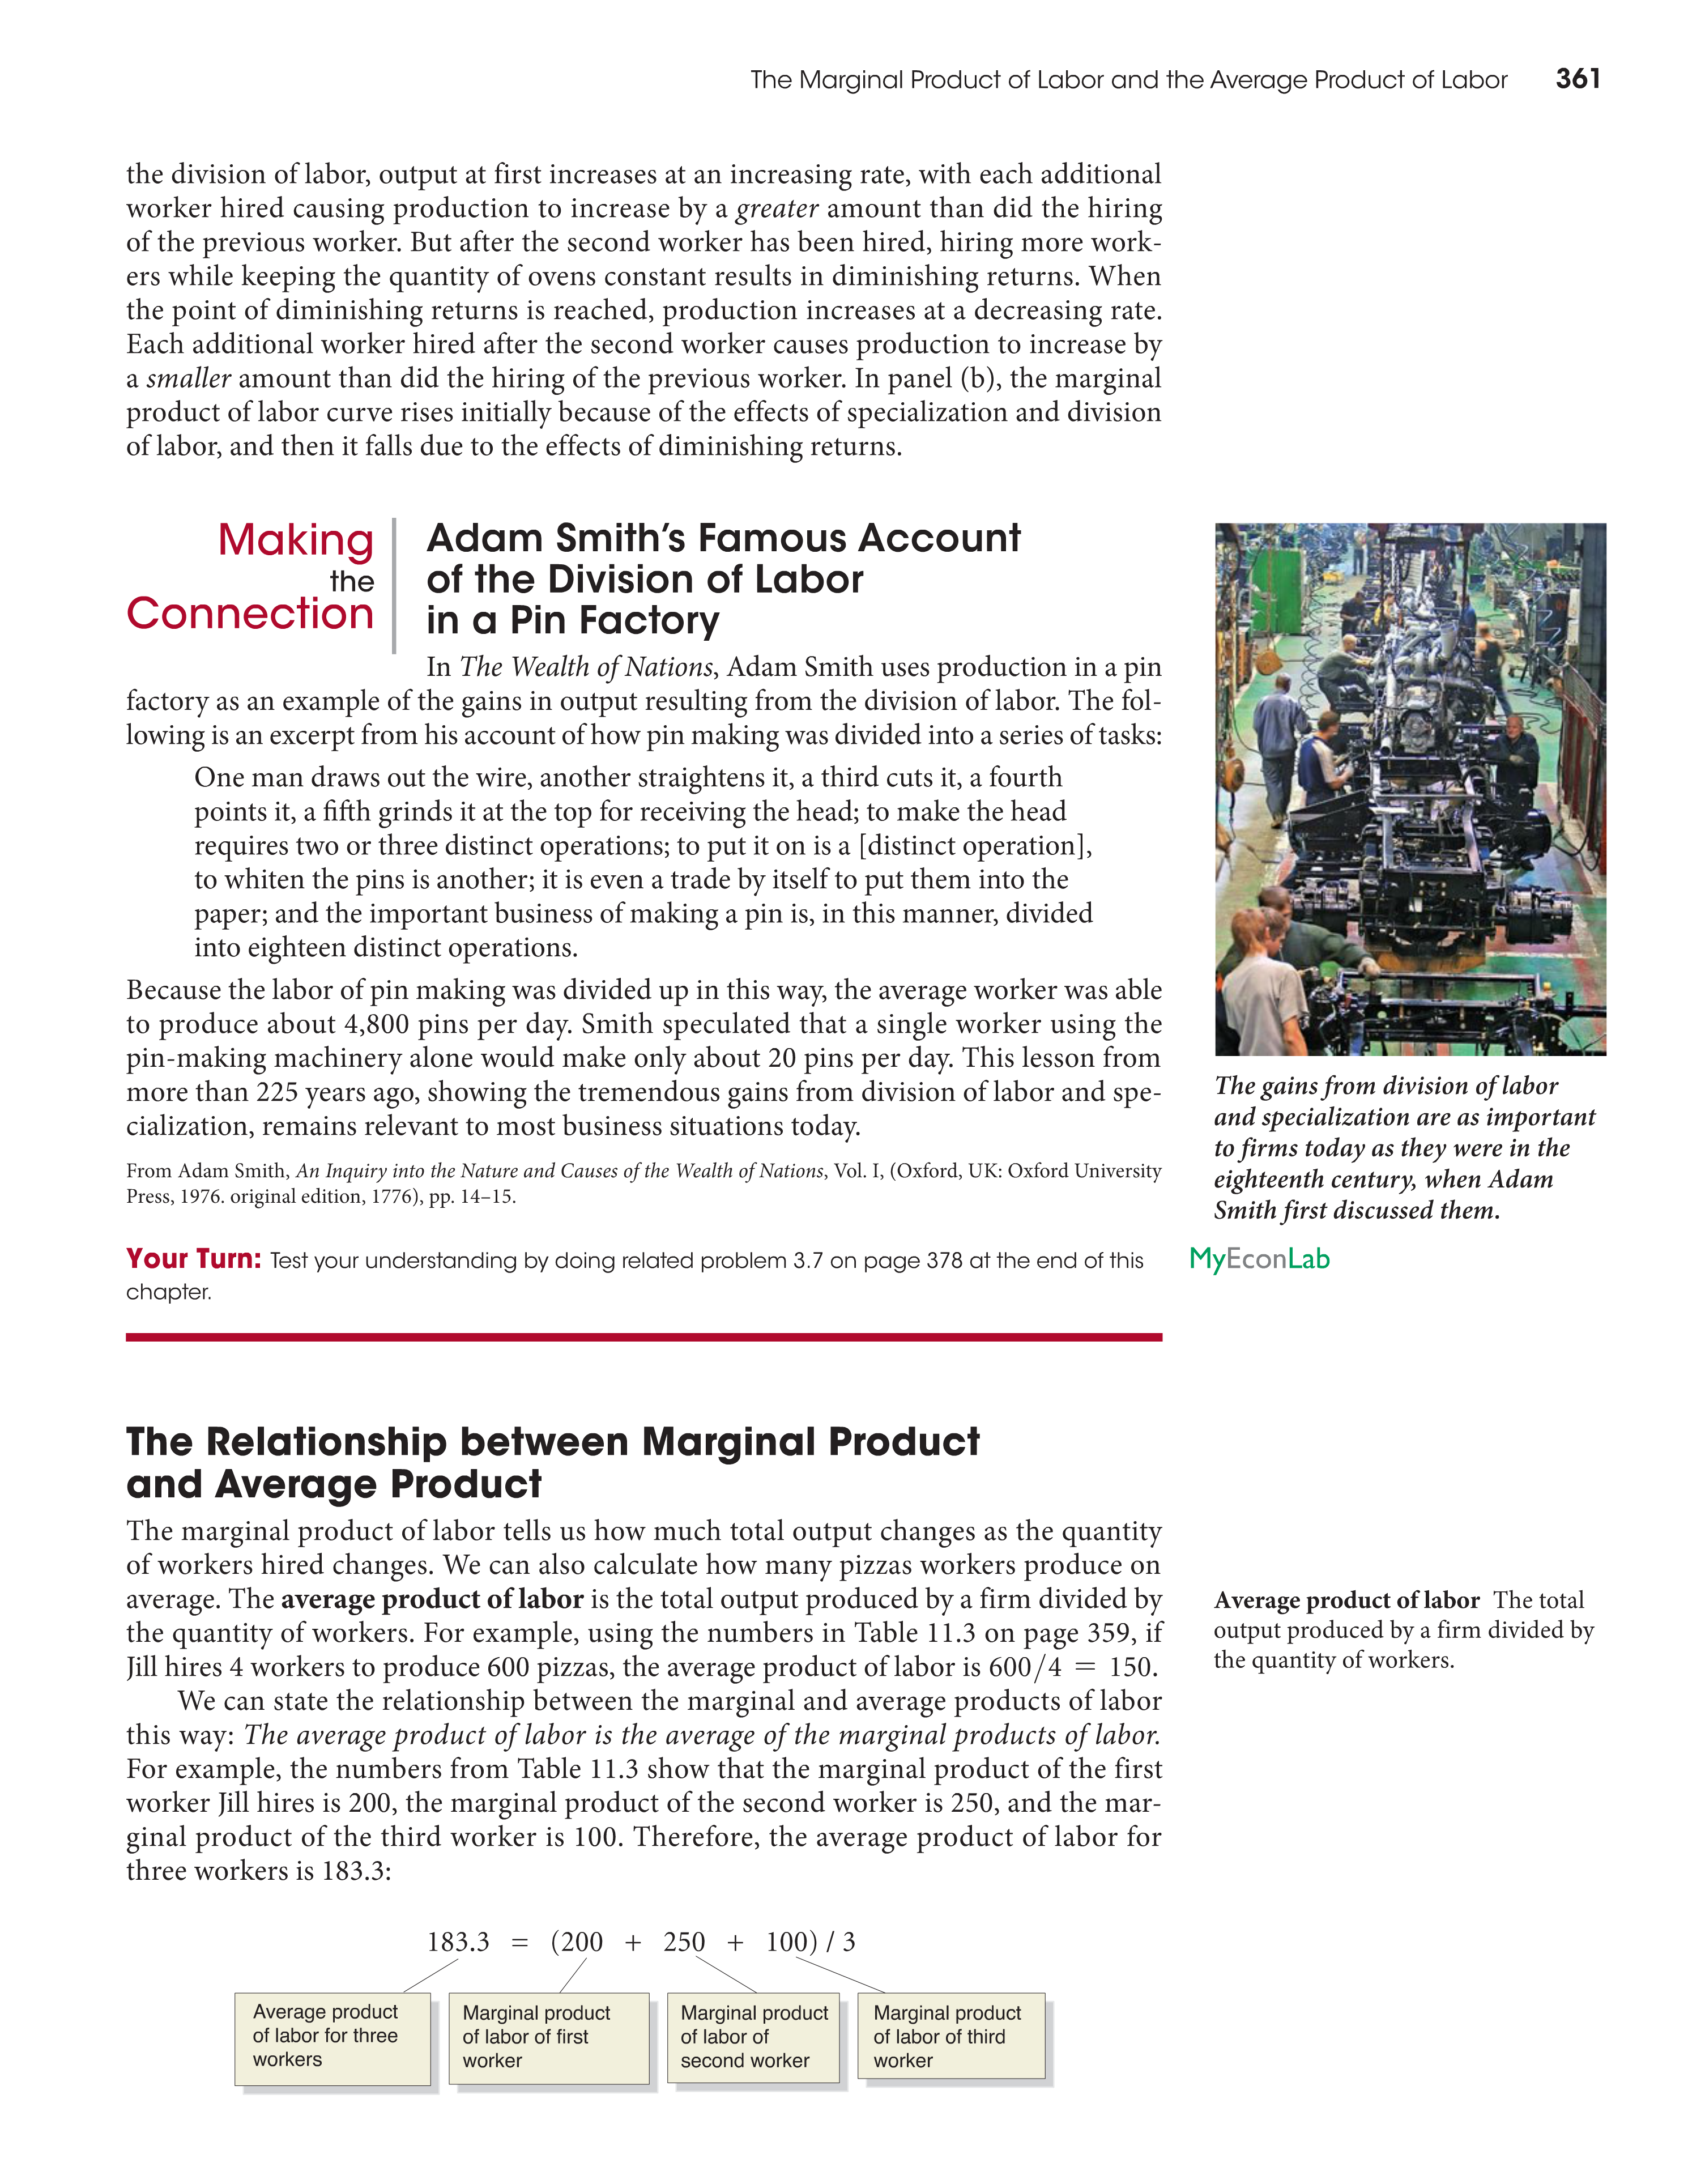 The Marginal Product of Labor and the Average Product of Labor 361
the division of labor, output at first increases at an increasing rate, with each additional
worker hired causing production to increase by a greater amount than did the hiring
of the previous worker. But after the second worker has been hired, hiring more work-
ers while keeping the quantity of ovens constant results in diminishing returns. When
the point of diminishing returns is reached, production increases at a decreasing rate.
Each additional worker hired after the second worker causes production to increase by
a smaller amount than did the hiring of the previous worker. In panel (b), the marginal
product of labor curve rises initially because of the effects of specialization and division
of labor, and then it falls due to the effects of diminishing returns.
Making
the
Connection
Adam Smith’s Famous Account
of the Division of Labor
in a Pin Factory
In The Wealth of Nations, Adam Smith uses production in a pin
factory as an example of the gains in output resulting from the division of labor. The fol-
lowing is an excerpt from his account of how pin making was divided into a series of tasks:
One man draws out the wire, another straightens it, a third cuts it, a fourth
points it, a fifth grinds it at the top for receiving the head; to make the head
requires two or three distinct operations; to put it on is a [distinct operation],
to whiten the pins is another; it is even a trade by itself to put them into the
paper; and the important business of making a pin is, in this manner, divided
into eighteen distinct operations.
Because the labor of pin making was divided up in this way, the average worker was able
to produce about 4,800 pins per day. Smith speculated that a single worker using the
pin-making machinery alone would make only about 20 pins per day. This lesson from
more than 225 years ago, showing the tremendous gains from division of labor and spe-
cialization, remains relevant to most business situations today.
From Adam Smith, An Inquiry into the Nature and Causes of the Wealth of Nations, Vol. I, (Oxford, UK: Oxford University
Press, 1976. original edition, 1776), pp. 14–15.
The gains from division of labor
and specialization are as important
to firms today as they were in the
eighteenth century, when Adam
Smith first discussed them.
Your Turn: Test your understanding by doing related problem 3.7 on page 378 at the end of this
chapter.
MyEconLab
The Relationship between Marginal Product
and Average Product
The marginal product of labor tells us how much total output changes as the quantity
of workers hired changes. We can also calculate how many pizzas workers produce on
average. The average product of labor is the total output produced by a firm divided by
the quantity of workers. For example, using the numbers in Table 11.3 on page 359, if
Jill hires 4 workers to produce 600 pizzas, the average product of labor is 600/4 = 150.
We can state the relationship between the marginal and average products of labor
this way: The average product of labor is the average of the marginal products of labor.
For example, the numbers from Table 11.3 show that the marginal product of the first
worker Jill hires is 200, the marginal product of the second worker is 250, and the mar-
ginal product of the third worker is 100. Therefore, the average product of labor for
three workers is 183.3:
Average product of labor The total
output produced by a firm divided by
the quantity of workers.
183.3 = (200 + 250 + 100) / 3
Average product
of labor for three
workers
Marginal product
of labor of first
worker
Marginal product
of labor of
second worker
Marginal product
of labor of third
worker